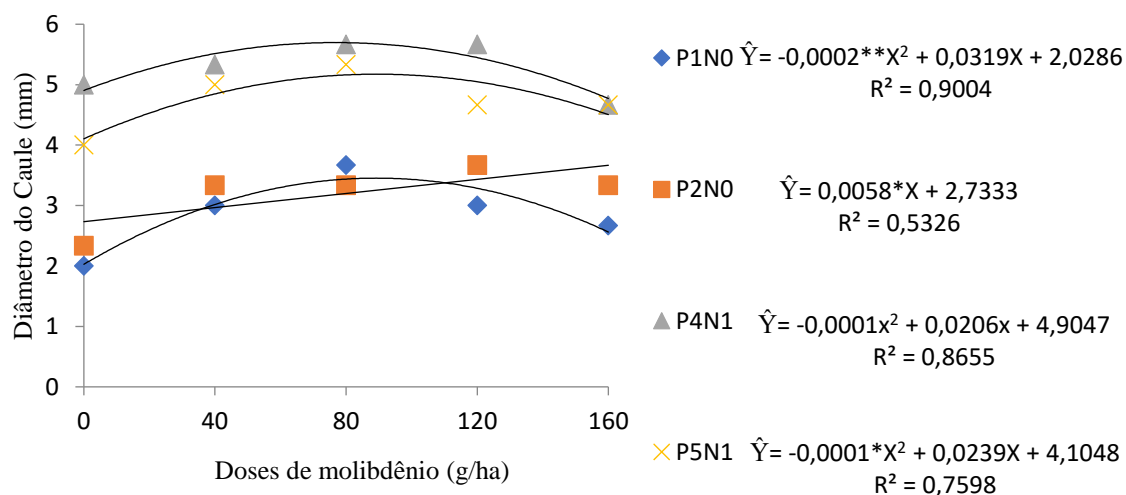 6
5
4
3
2
1
0
Diâmetro do Caule (mm)
0 40 80 120 160
Doses de molibdênio (g/ha)
P1N0 Ŷ= -0,0002**X² + 0,0319X + 2,0286
R² = 0,9004
P2N0 Ŷ= 0,0058*X + 2,7333
R² = 0,5326
P4N1 Ŷ= -0,0001x² + 0,0206x + 4,9047
R² = 0,8655
P5N1 Ŷ= -0,0001*X² + 0,0239X + 4,1048
R² = 0,7598